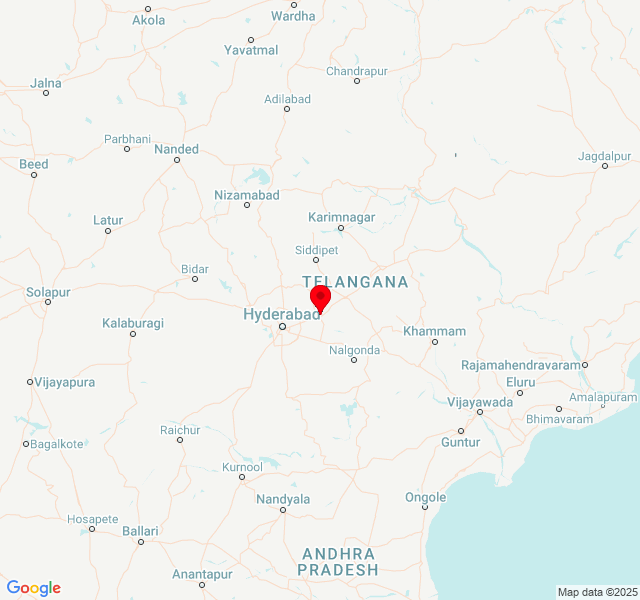 Wardha
Akola
Yavatmal
Chandrapur
Jalna
Adilabad
Parbhani
Nanded
Jagdalpur
Beed
Nizamabad
Latur
Karimnagar
Siddipet
Bidar
TELANGANA
Solapur
Hyderabad
Kalaburagi
Khammam
Nalgonda
Rajamahendravaram
Vijayapura
Eluru
Amalapuram
Vijayawada
Bhimavaram
Raichur
Bagalkote
Guntur
Kurnool
Nandyala
Ongole
Hosapete
Ballari
ANDHRA
PRADESH
Anantapur
Google
Map data ©2025